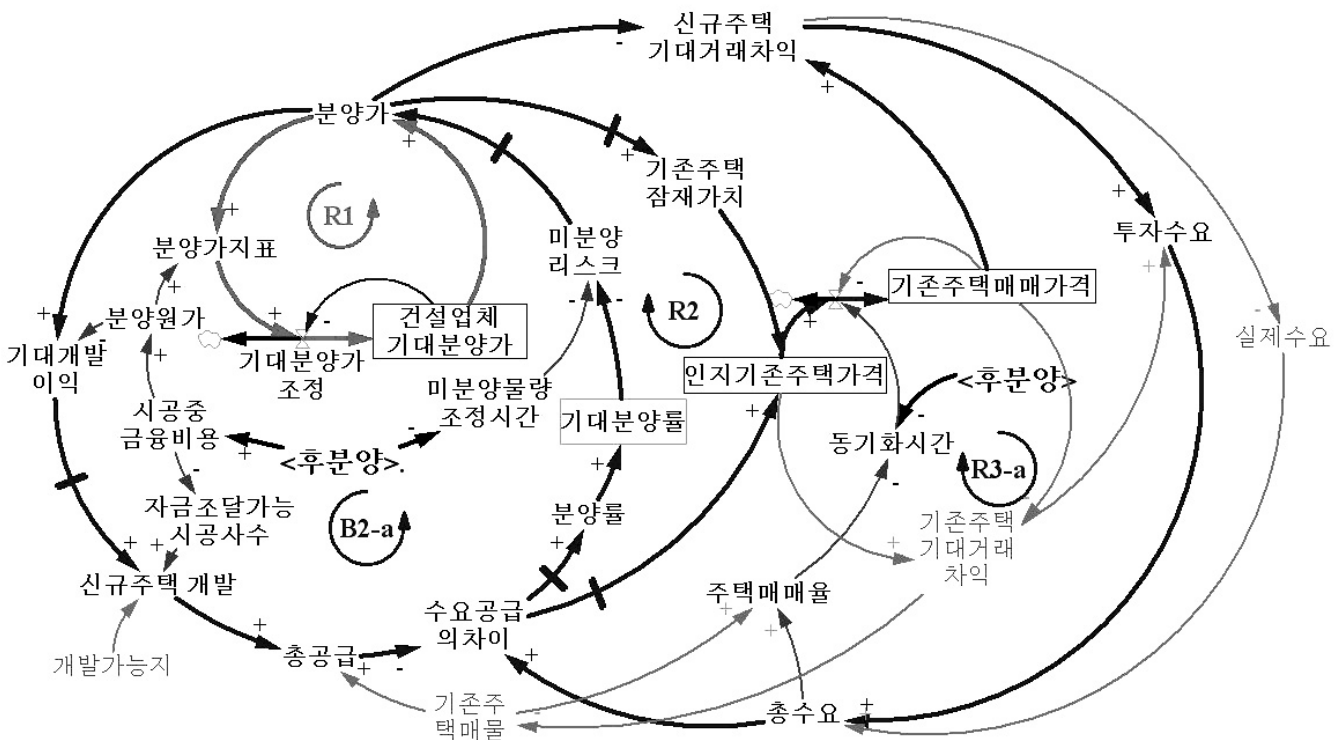 신규주택
기대거래차익
-
분양가
+
-
+
+
+
기존주택
잠재가치
R1
+
미분양
리스크
투자수요
+
분양가지표
-
-
R2
기존주택매매가격
+
분양원가
+
-
+
-
건설업체
기대분양가
+
-
실제수요
기대개발
이익
-
+
기대분양가
조정
인지기존주택가격
<후분양>
미분양물량
조정시간
시공중
금융비용
-
기대분양률
+
-
동기화시간
+
<후분양>.
+
-
R3-a
-
자금조달가능
시공사수
B2-a
분양률
-
기존주택
기대거래
차익
+
+
+
+
신규주택 개발
주택매매율
수요공급
의차이
+
+
+
총공급
+
-
+
개발가능지
기존주
택매물
-
-
총수요
+
-